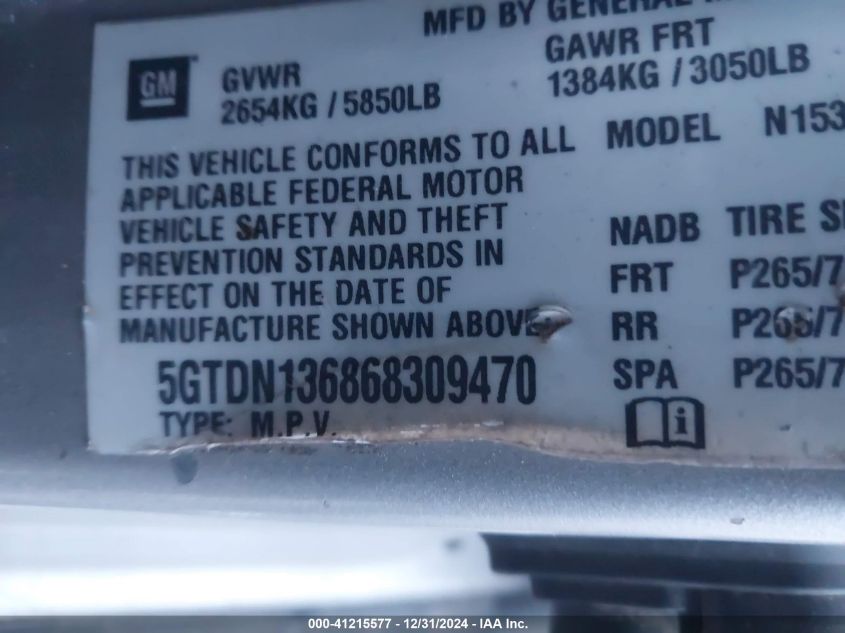 MFD BY GENERAL
GM
GVWR
2654KG / 5850LB
GAWR FRT
1384KG / 3050LB
THIS VEHICLE CONFORMS TO ALL
APPLICABLE FEDERAL MOTOR
VEHICLE SAFETY AND THEFT
PREVENTION STANDARDS IN
EFFECT ON THE DATE OF
MANUFACTURE SHOWN ABOVE.
5GTDN136868309470
TYPE: M.P.V.
MODEL N153
NADB TIRE
FRT P265/7
RR P265/7
SPA P265/7
i
000-41215577 - 12/31/2024 - IAA Inc.